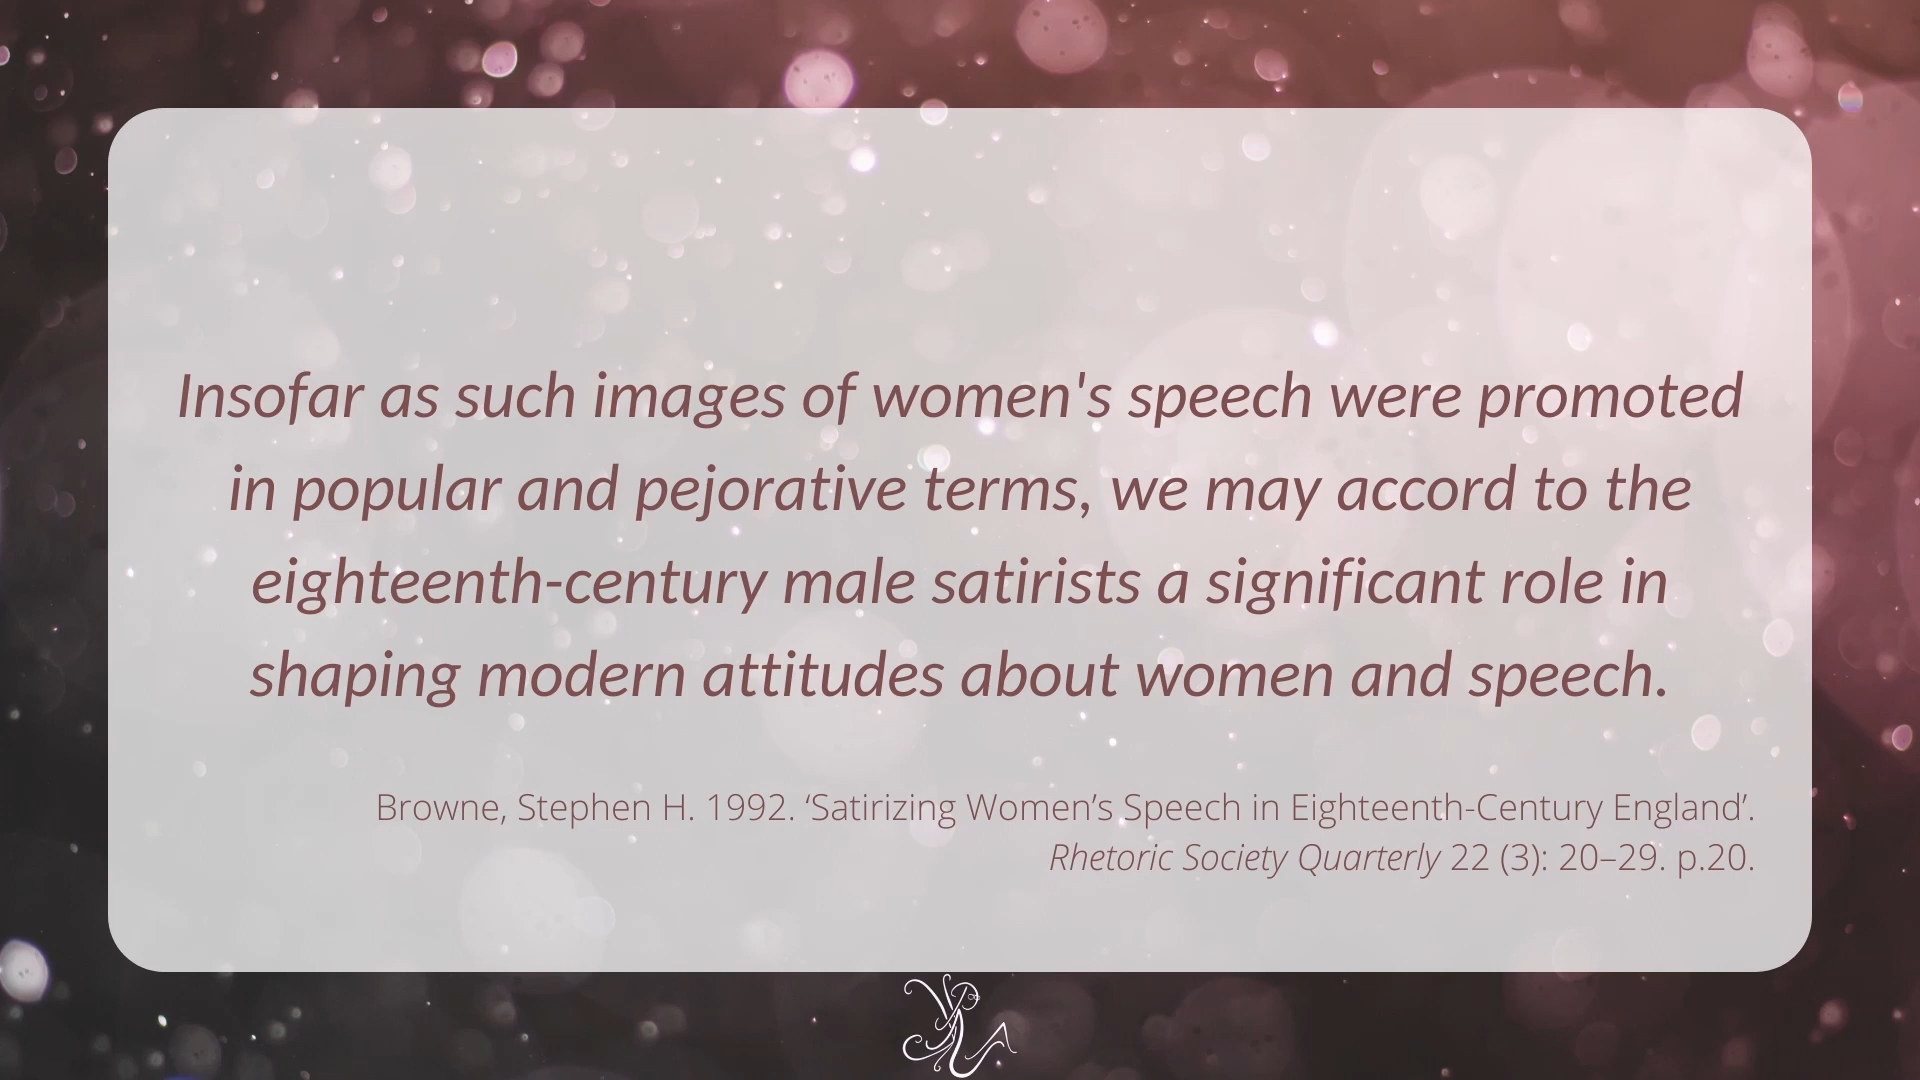 Insofar as such images of women's speech were promoted
in popular and pejorative terms, we may accord to the
eighteenth-century male satirists a significant role in
shaping modern attitudes about women and speech.
Browne, Stephen H. 1992. ‘Satirizing Women’s Speech in Eighteenth-Century England’.
Rhetoric Society Quarterly 22 (3): 20–29. p.20.